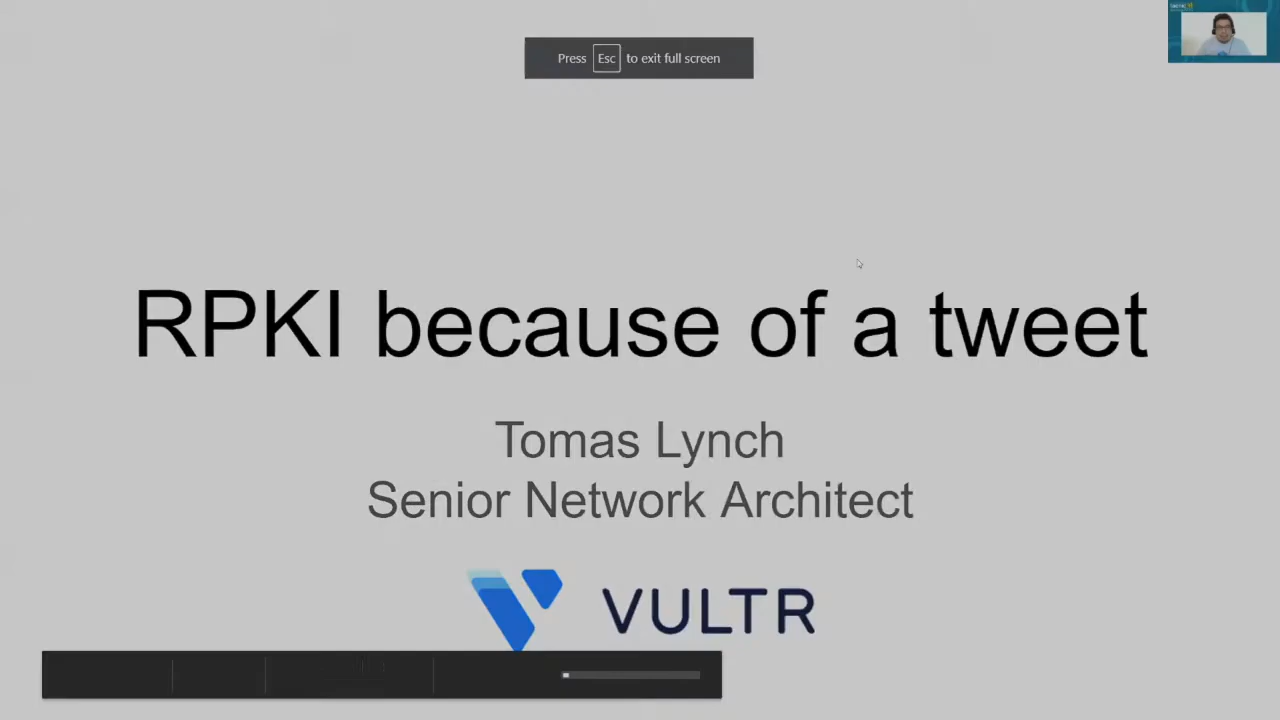 Press Esc to exit full screen
RPKI because of a tweet
Tomas Lynch
Senior Network Architect
VULTR